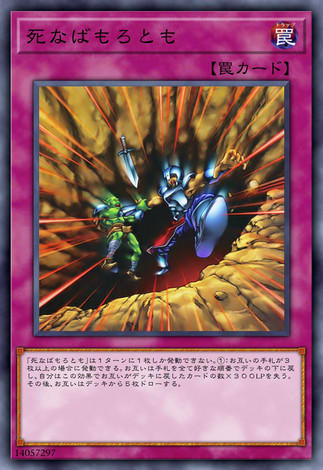 死なばもろとも
トラップ
罠
【罠カード】
「死なばもろとも」は1ターンに1枚しか発動できない。①：お互いの手札が3
枚以上の場合に発動できる。お互いは手札を全て好きな順番でデッキの下に戻
し、自分はこの効果でお互いがデッキに戻したカードの数×300LPを失う。
その後、お互いはデッキから5枚ドローする。
14057297